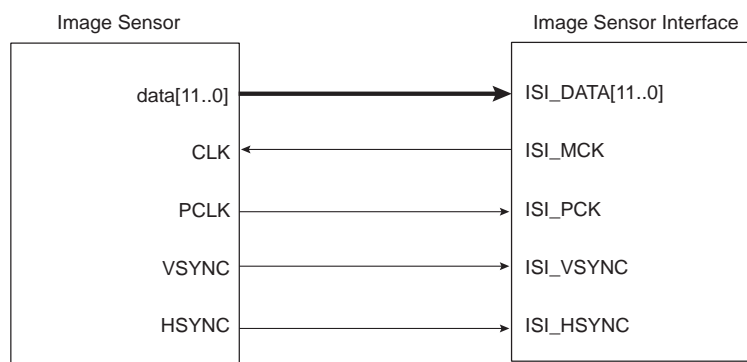 Image Sensor
Image Sensor Interface
data[11..0]
ISI_DATA[11..0]
CLK
ISI_MCK
PCLK
ISI_PCK
VSYNC
ISI_VSYNC
HSYNC
ISI_HSYNC